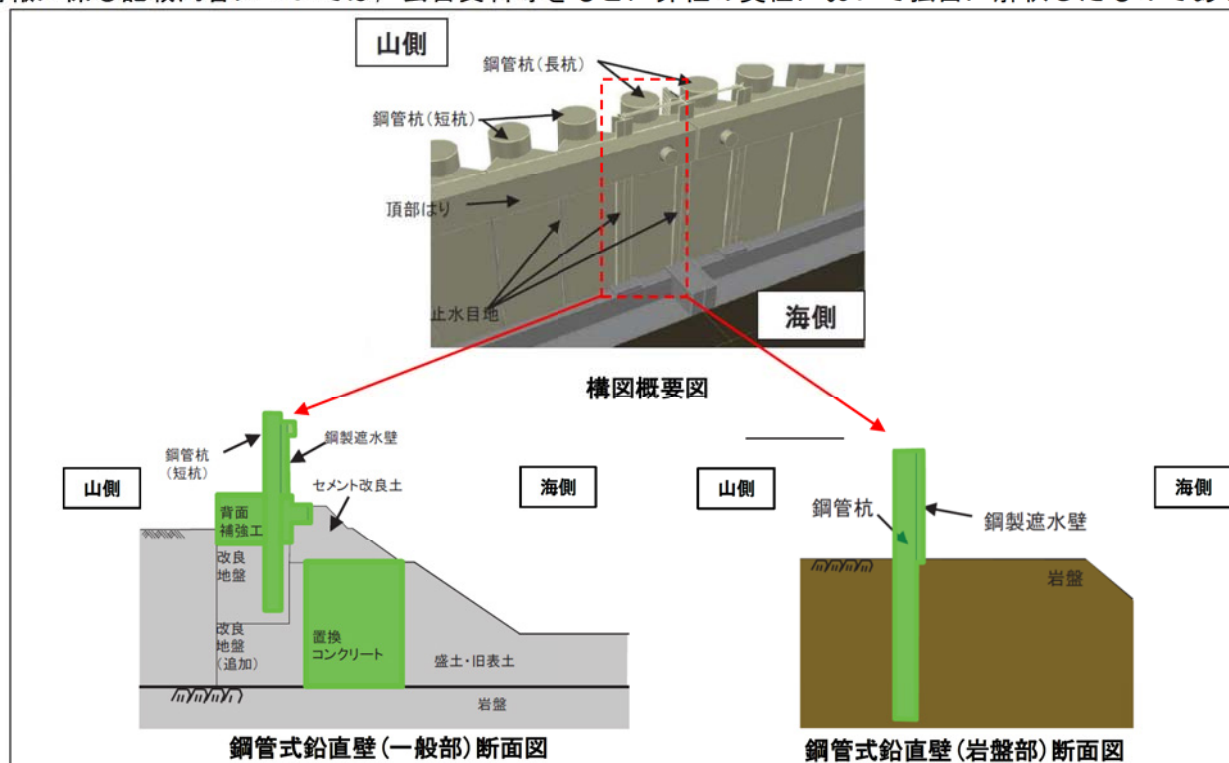 山側
鋼管杭(長杭)
鋼管杭(短杭)
頂部はり
止水目地
海側
構図概要図
鋼管杭
(短杭)
鋼製遮水壁
セメント改良土
山側
海側
背面
補強工
改良
地盤
改良
地盤
(追加)
置換
コンクリート
盛土・旧表土
岩盤
鋼管式鉛直壁(一般部)断面図
山側
海側
鋼管杭
鋼製遮水壁
岩盤
鋼管式鉛直壁(岩盤部)断面図